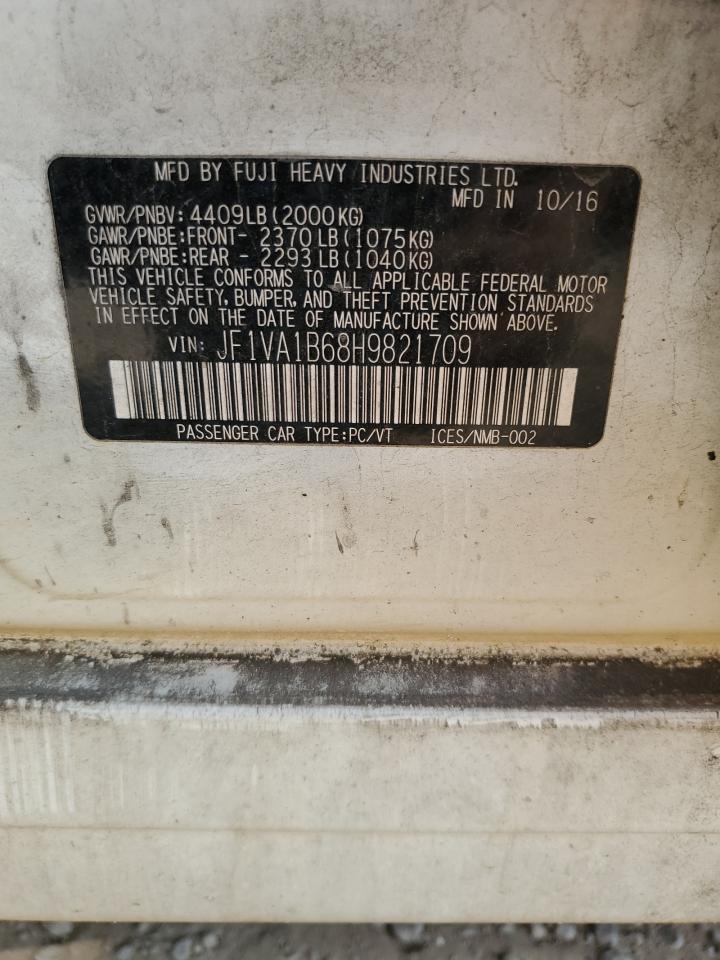 MFD BY FUJI HEAVY INDUSTRIES LTD.
MFD IN 10/16
GVWR/PNBV: 4409LB(2000KG)
GAWR/PNBE:FRONT- 2370LB(1075KG)
GAWR/PNBE:REAR - 2293LB(1040KG)
THIS VEHICLE CONFORMS TO ALL APPLICABLE FEDERAL MOTOR
VEHICLE SAFETY, BUMPER, AND THEFT PREVENTION STANDARDS
IN EFFECT ON THE DATE OF MANUFACTURE SHOWN ABOVE.
VIN: JF1VA1B68H9821709
PASSENGER CAR TYPE:PC/VT ICES/NMB-002